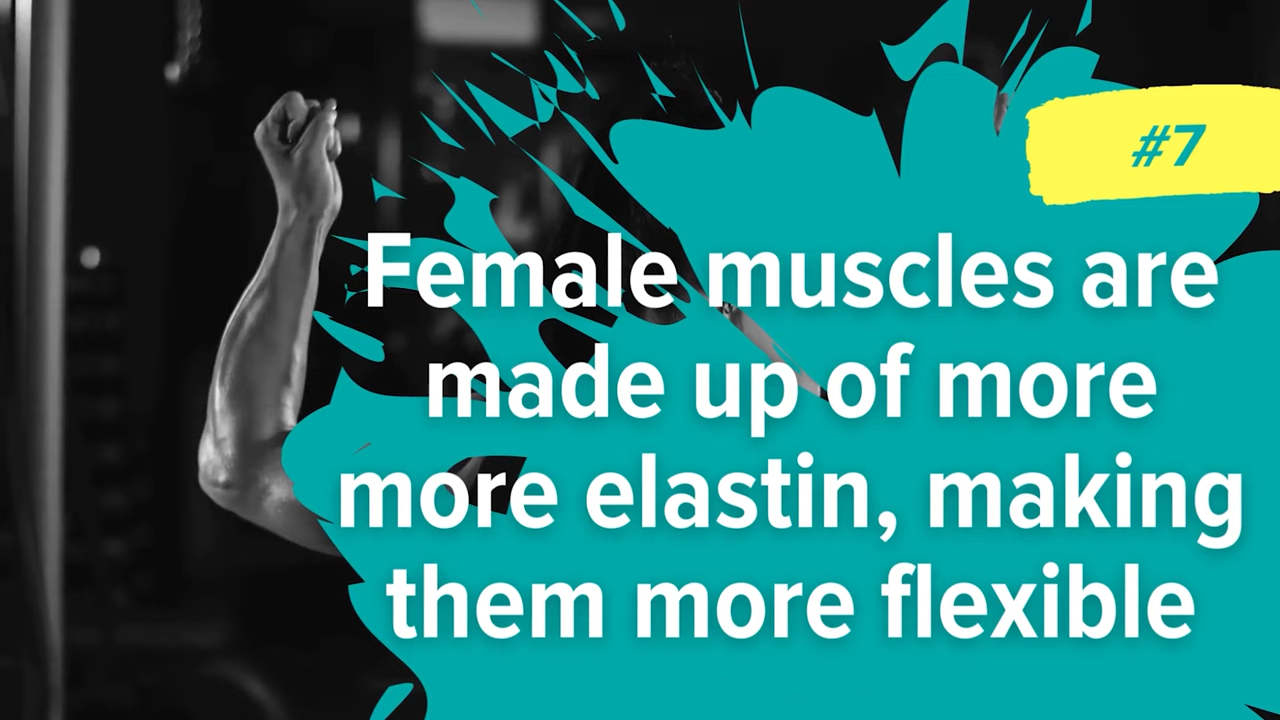 #7
Female muscles are
made up of more
more elastin, making
them more flexible